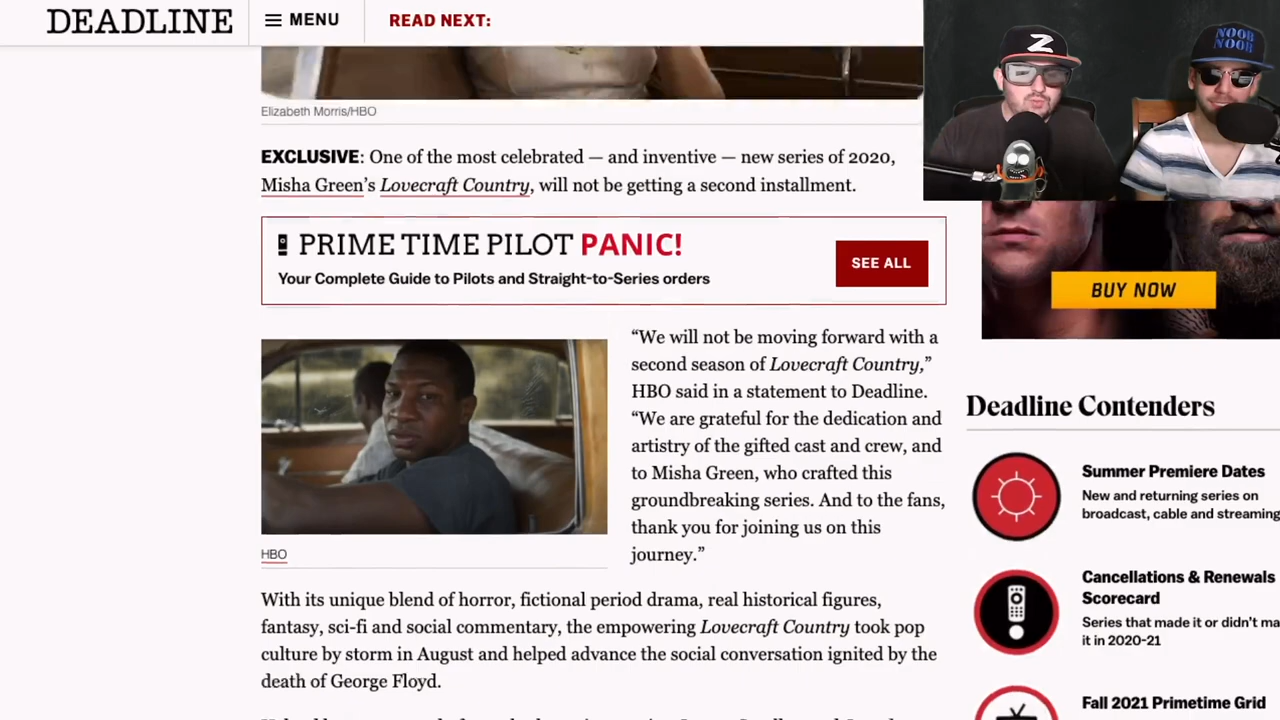 DEADLINE
MENU
READ NEXT:
Elizabeth Morris/HBO
EXCLUSIVE: One of the most celebrated — and inventive — new series of 2020,
Misha Green’s Lovecraft Country, will not be getting a second installment.
PRIME TIME PILOT PANIC!
Your Complete Guide to Pilots and Straight-to-Series orders
SEE ALL
“We will not be moving forward with a
second season of Lovecraft Country,”
HBO said in a statement to Deadline.
“We are grateful for the dedication and
artistry of the gifted cast and crew, and
to Misha Green, who crafted this
groundbreaking series. And to the fans,
thank you for joining us on this
journey.”
HBO
With its unique blend of horror, fictional period drama, real historical figures,
fantasy, sci-fi and social commentary, the empowering Lovecraft Country took pop
culture by storm in August and helped advance the social conversation ignited by the
death of George Floyd.
Z
NOOB
NOOB
BUY NOW
Deadline Contenders
Summer Premiere Dates
New and returning series on
broadcast, cable and streaming
Cancellations & Renewals
Scorecard
Series that made it or didn't ma
it in 2020-21
Fall 2021 Primetime Grid